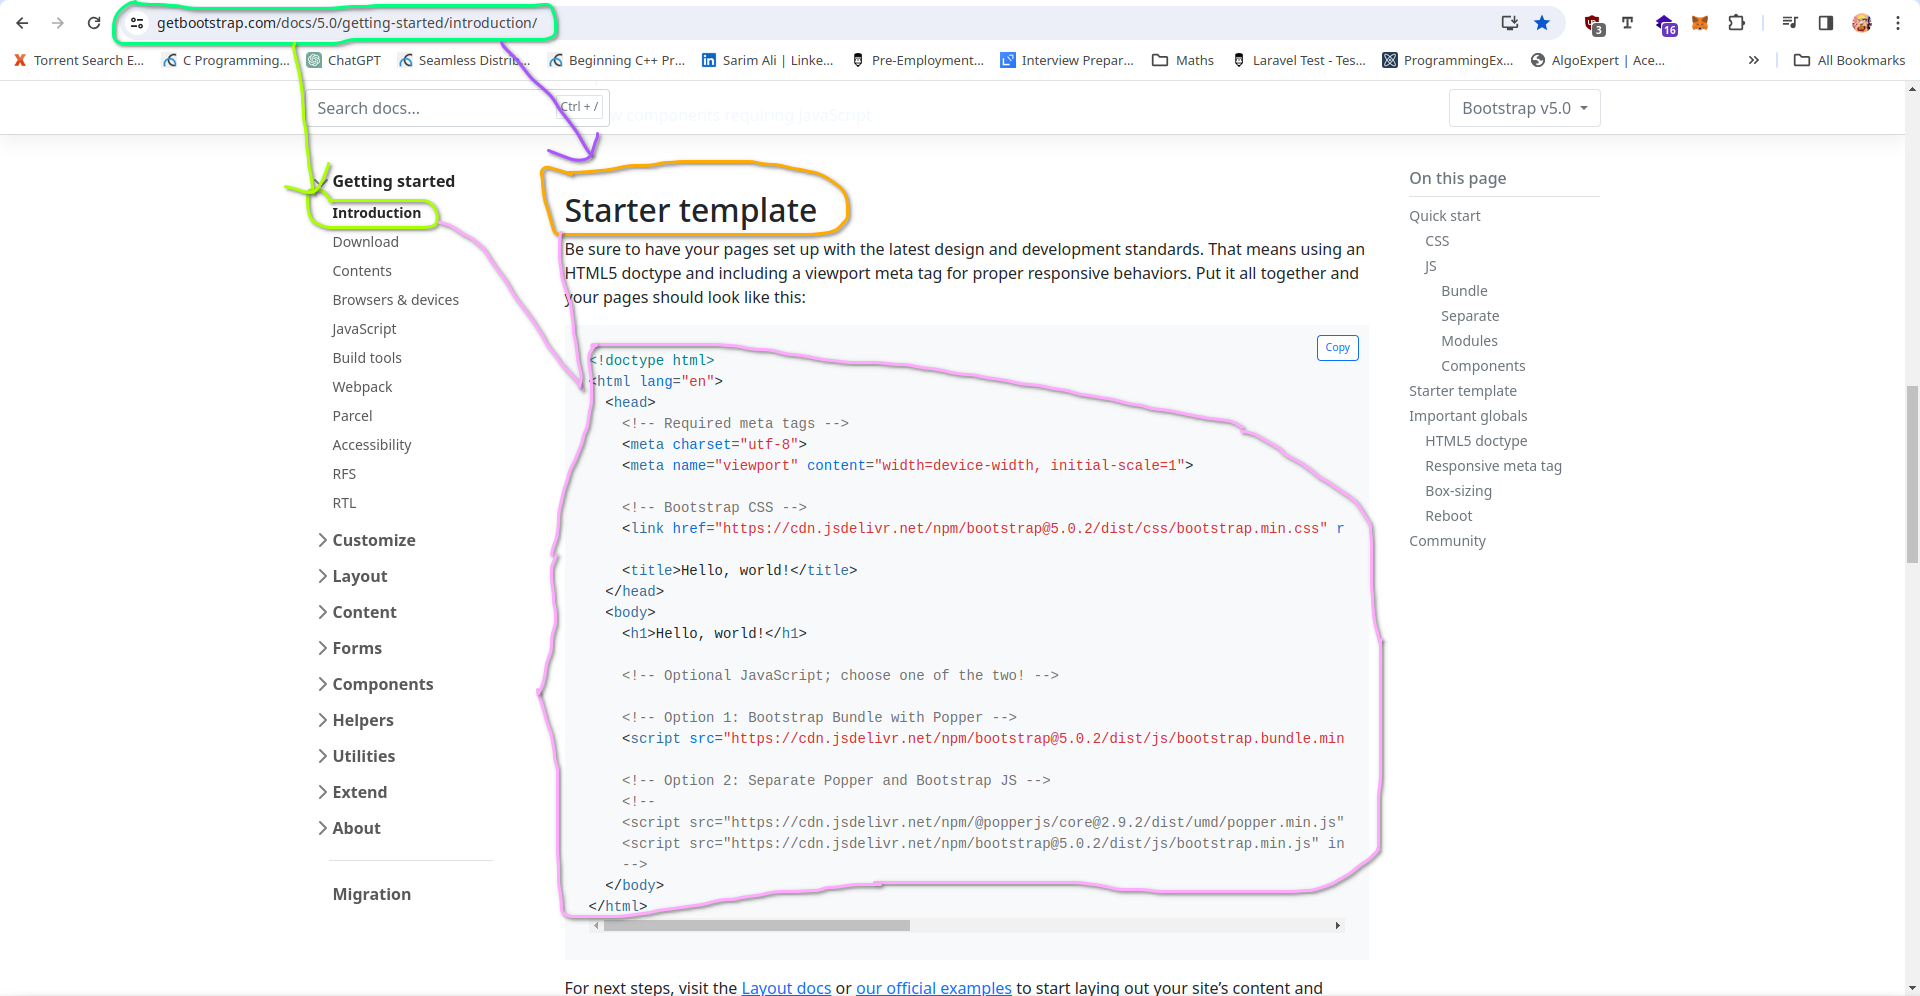 getbootstrap.com/docs/5.0/getting-started/introduction/
3
16
Torrent Search E...
C Programming...
ChatGPT
Seamless Distrib...
Beginning C++ Pr...
Sarim Ali | Linke...
Pre-Employment...
Interview Prepar...
Maths
Laravel Test - Tes...
ProgrammingEx...
AlgoExpert | Ace...
All Bookmarks
Search docs...
Ctrl + /
components requiring JavaScript
Bootstrap v5.0
Getting started
Introduction
Download
Contents
Browsers & devices
JavaScript
Build tools
Webpack
Parcel
Accessibility
RFS
RTL
Customize
Layout
Content
Forms
Components
Helpers
Utilities
Extend
About
Migration
Starter template
Be sure to have your pages set up with the latest design and development standards. That means using an
HTML5 doctype and including a viewport meta tag for proper responsive behaviors. Put it all together and
your pages should look like this:
Copy
<!doctype html>
<html lang="en">
<head>
<!-- Required meta tags -->
<meta charset="utf-8">
<meta name="viewport" content="width=device-width, initial-scale=1">
<!-- Bootstrap CSS -->
<link href="https://cdn.jsdelivr.net/npm/bootstrap@5.0.2/dist/css/bootstrap.min.css" r
<title>Hello, world!</title>
</head>
<body>
<h1>Hello, world!</h1>
<!-- Optional JavaScript; choose one of the two! -->
<!-- Option 1: Bootstrap Bundle with Popper -->
<script src="https://cdn.jsdelivr.net/npm/bootstrap@5.0.2/dist/js/bootstrap.bundle.min
<!-- Option 2: Separate Popper and Bootstrap JS -->
<!--
<script src="https://cdn.jsdelivr.net/npm/@popperjs/core@2.9.2/dist/umd/popper.min.js"
<script src="https://cdn.jsdelivr.net/npm/bootstrap@5.0.2/dist/js/bootstrap.min.js" in
-->
</body>
</html>
For next steps, visit the Layout docs or our official examples to start laying out your site's content and
On this page
Quick start
CSS
JS
Bundle
Separate
Modules
Components
Starter template
Important globals
HTML5 doctype
Responsive meta tag
Box-sizing
Reboot
Community